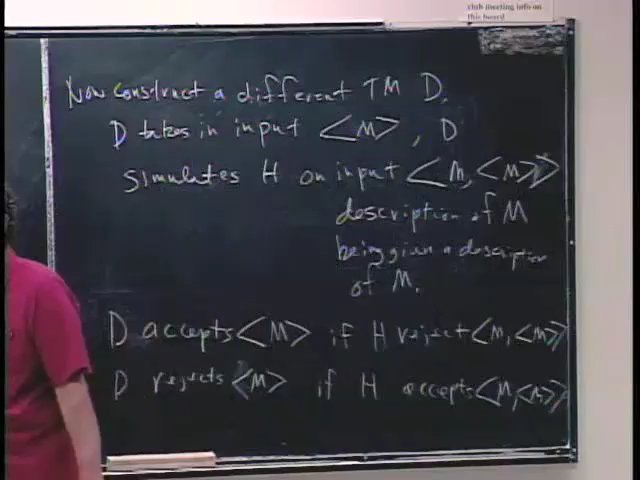 club meeting info on
this board
Now construct a different TM D.
D takes in input <M>, D
simulates H on input <M, <M>>
description of M
being given a description
of M.
D accepts <M> if H reject <M, <M>>
D rejects <M> if H accepts <M, <M>>